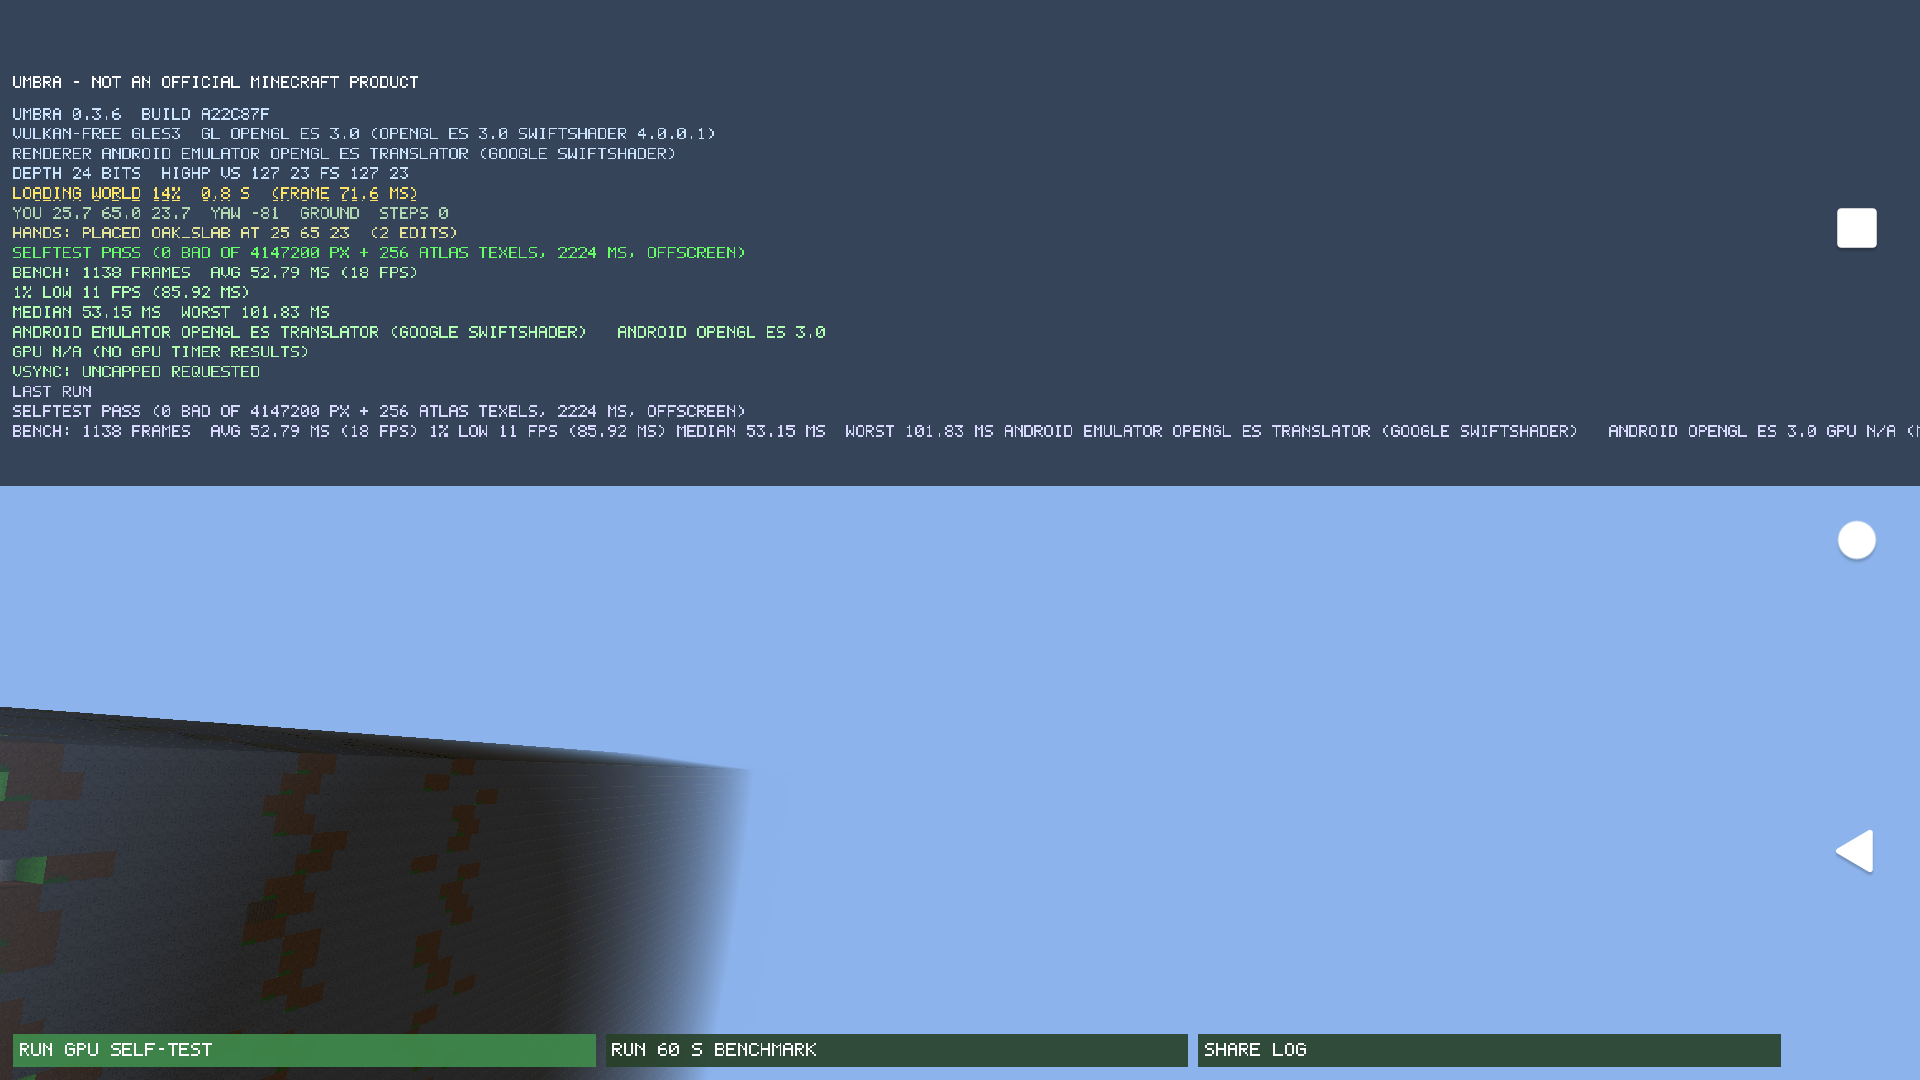 UMBRA - NOT AN OFFICIAL MINECRAFT PRODUCT
UMBRA 0.3.6  BUILD A22C87F
VULKAN-FREE GLES3  GL OPENGL ES 3.0 (OPENGL ES 3.0 SWIFTSHADER 4.0.0.1)
RENDERER ANDROID EMULATOR OPENGL ES TRANSLATOR (GOOGLE SWIFTSHADER)
DEPTH 24 BITS  HIGHP VS 127 23 FS 127 23
LOADING WORLD 14%  0.8 S  (FRAME 71.6 MS)
YOU 25.7 65.0 23.7  YAW -81  GROUND  STEPS 0
HANDS: PLACED OAK_SLAB AT 25 65 23  (2 EDITS)
SELFTEST PASS (0 BAD OF 4147200 PX + 256 ATLAS TEXELS, 2224 MS, OFFSCREEN)
BENCH: 1138 FRAMES  AVG 52.79 MS (18 FPS)
1% LOW 11 FPS (85.92 MS)
MEDIAN 53.15 MS  WORST 101.83 MS
ANDROID EMULATOR OPENGL ES TRANSLATOR (GOOGLE SWIFTSHADER)   ANDROID OPENGL ES 3.0
GPU N/A (NO GPU TIMER RESULTS)
VSYNC: UNCAPPED REQUESTED
LAST RUN
SELFTEST PASS (0 BAD OF 4147200 PX + 256 ATLAS TEXELS, 2224 MS, OFFSCREEN)
BENCH: 1138 FRAMES  AVG 52.79 MS (18 FPS) 1% LOW 11 FPS (85.92 MS) MEDIAN 53.15 MS  WORST 101.83 MS ANDROID EMULATOR OPENGL ES TRANSLATOR (GOOGLE SWIFTSHADER)   ANDROID OPENGL ES 3.0 GPU N/A (
RUN GPU SELF-TEST
RUN 60 S BENCHMARK
SHARE LOG